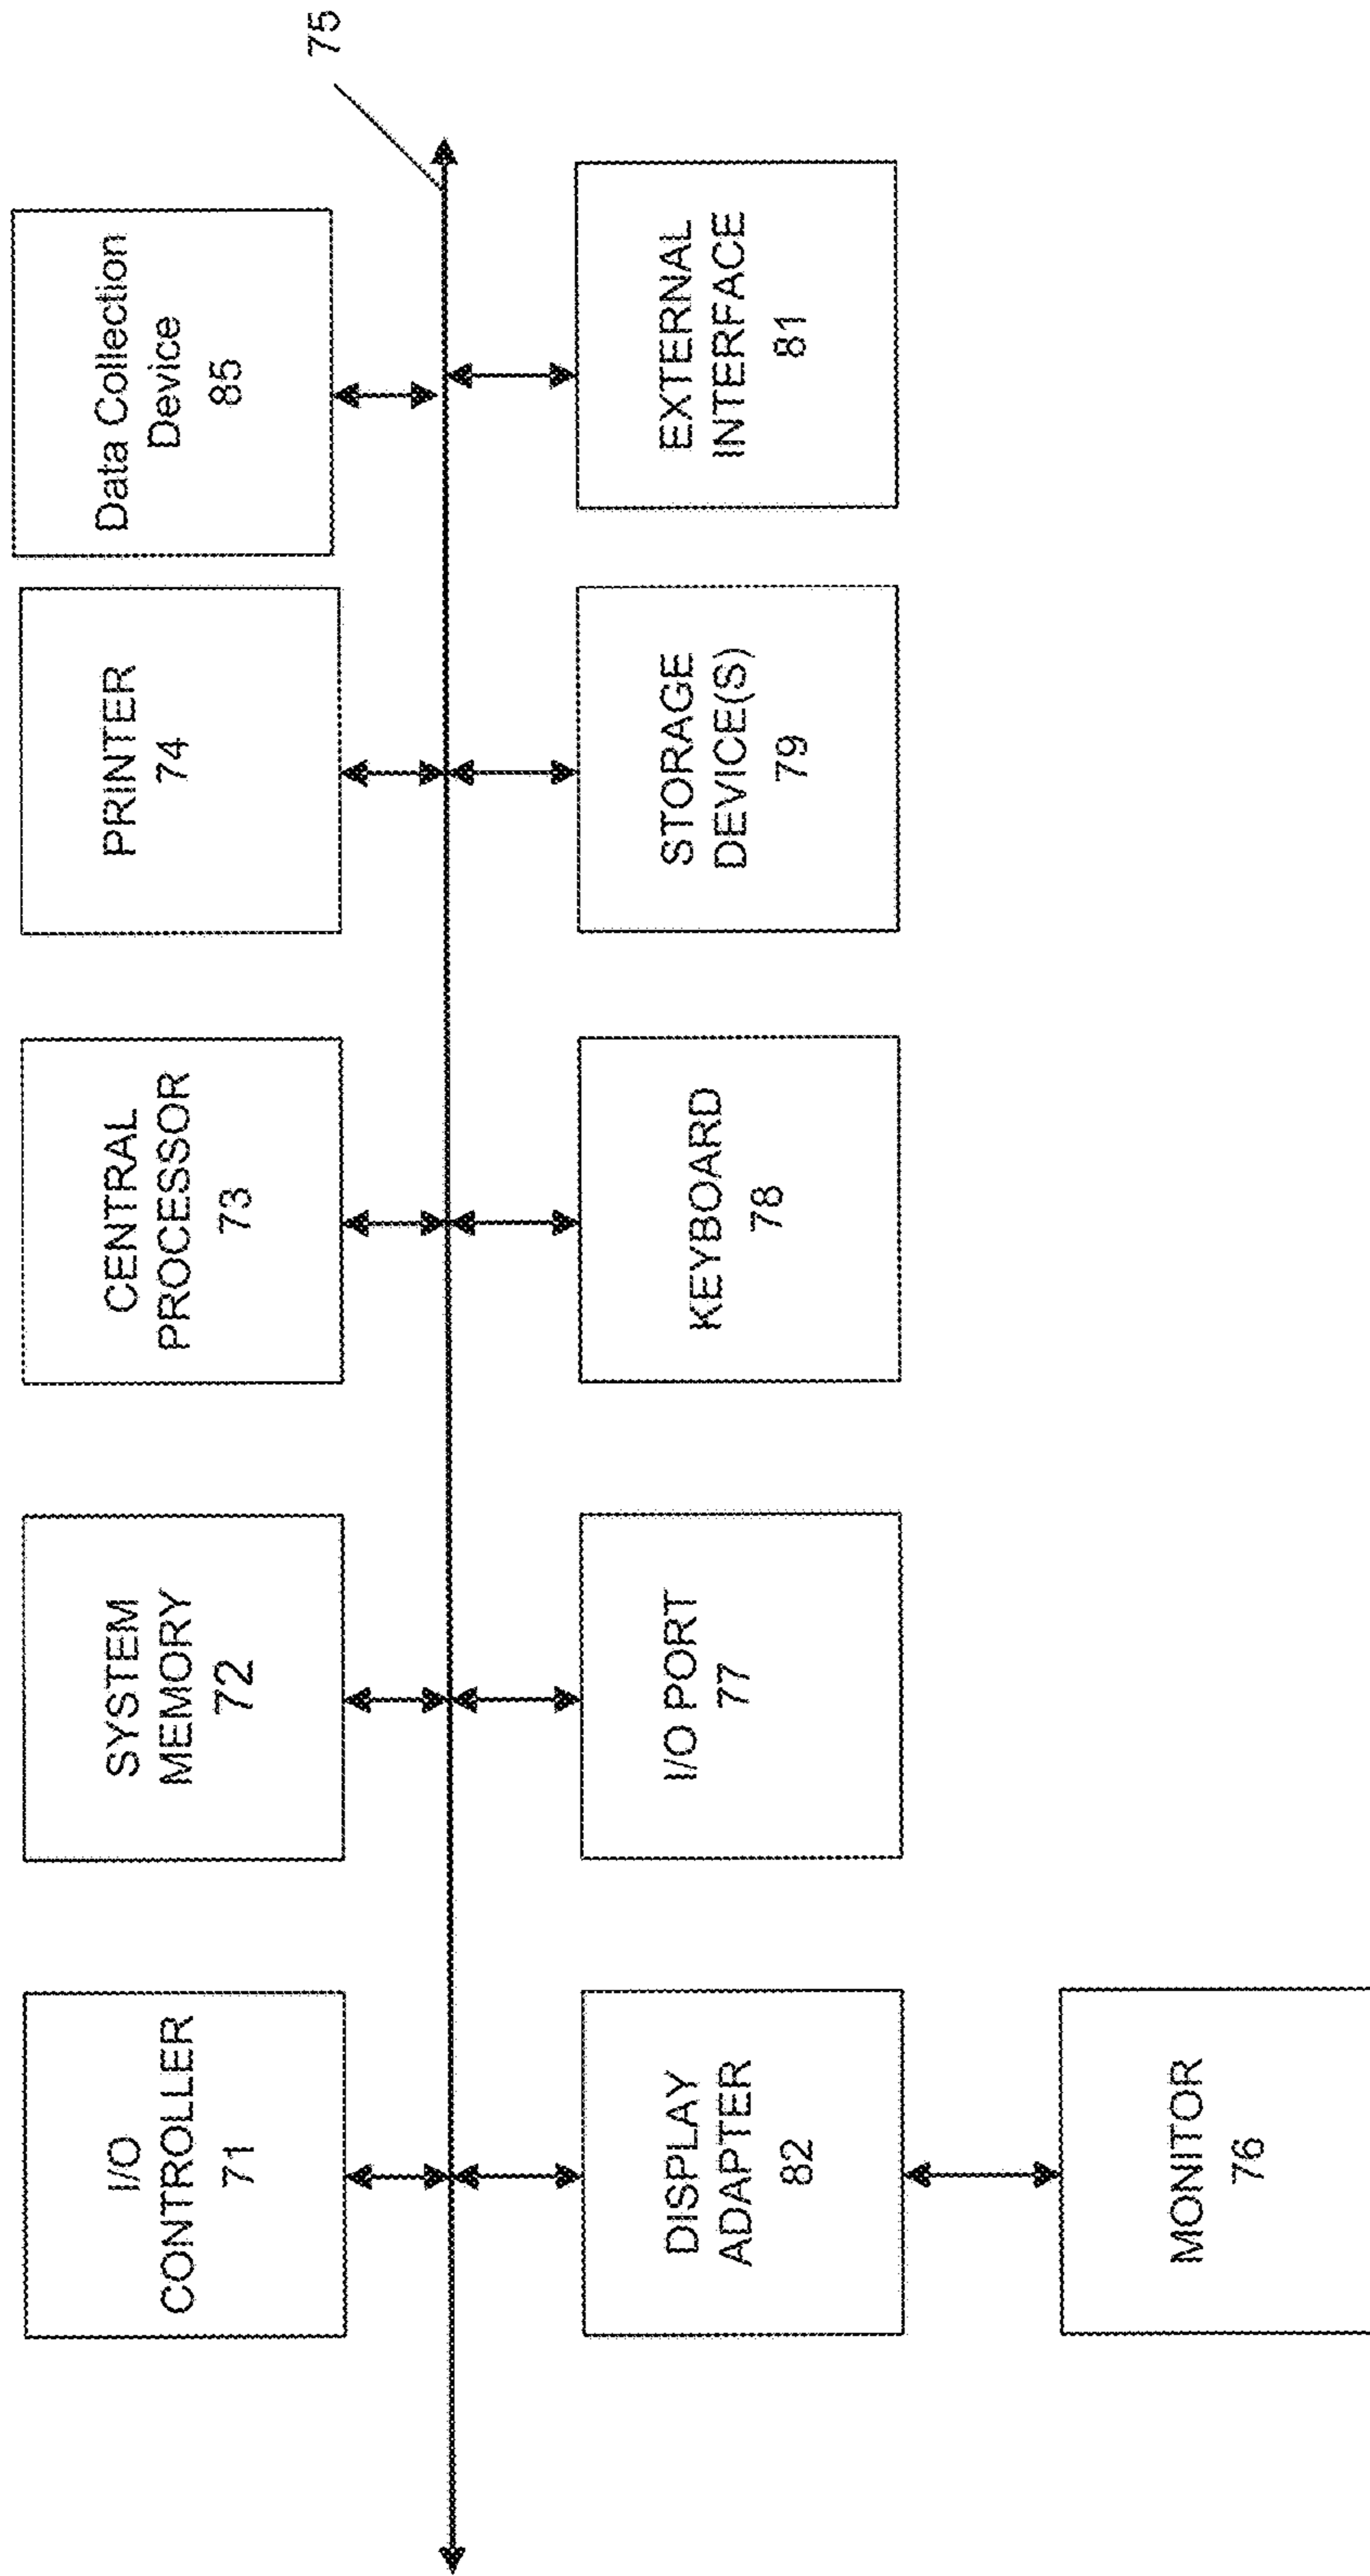 I/O
CONTROLLER
71
SYSTEM
MEMORY
72
CENTRAL
PROCESSOR
73
PRINTER
74
Data Collection
Device
85
75
DISPLAY
ADAPTER
82
I/O PORT
77
KEYBOARD
78
STORAGE
DEVICE(S)
79
EXTERNAL
INTERFACE
81
MONITOR
76